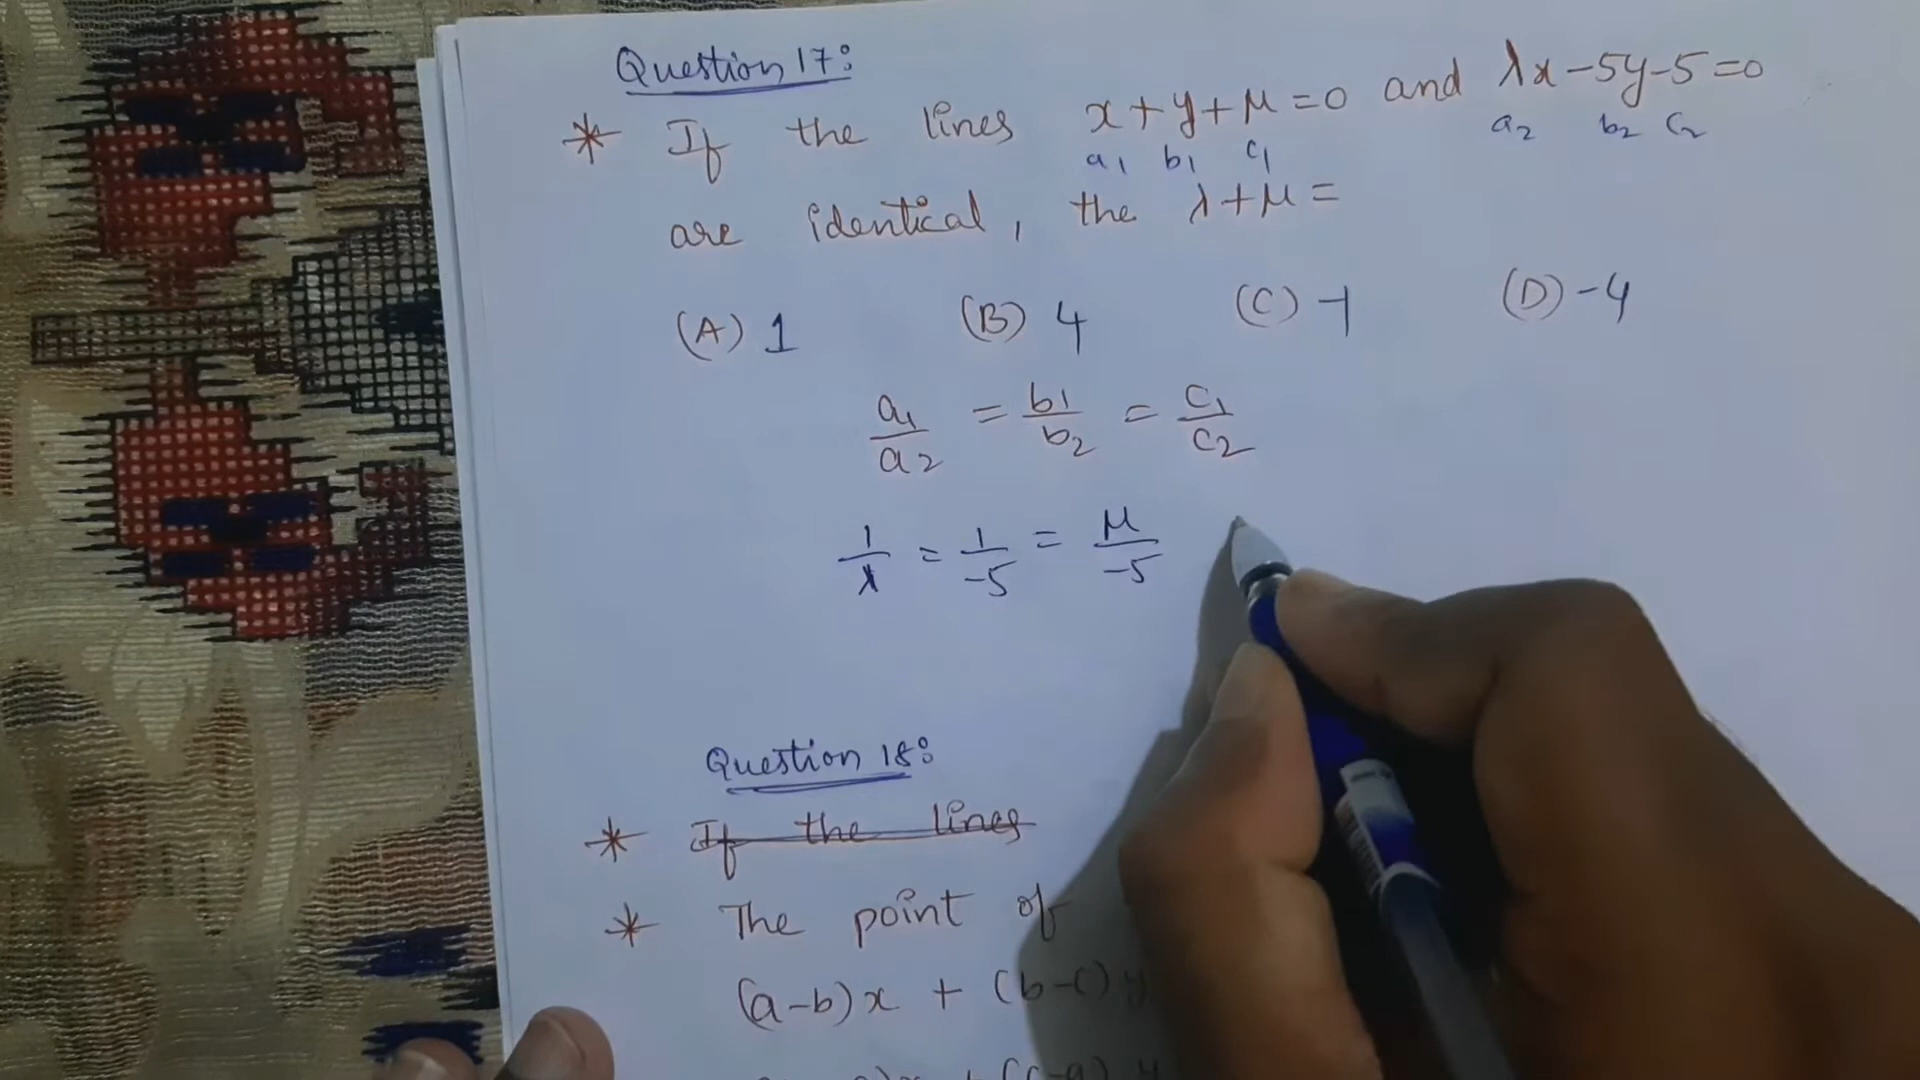 Question 17:
* If the lines x+y+μ=0 and λx-5y-5=0
a1 b1 c1 a2 b2 c2
are identical, the λ+μ=
(A) 1 (B) 4 (C) -1 (D) -4
a1/a2 = b1/b2 = c1/c2
1/λ = 1/-5 = μ/-5
Question 18:
* If the lines
* The point of
(a-b)x + (b-c)y